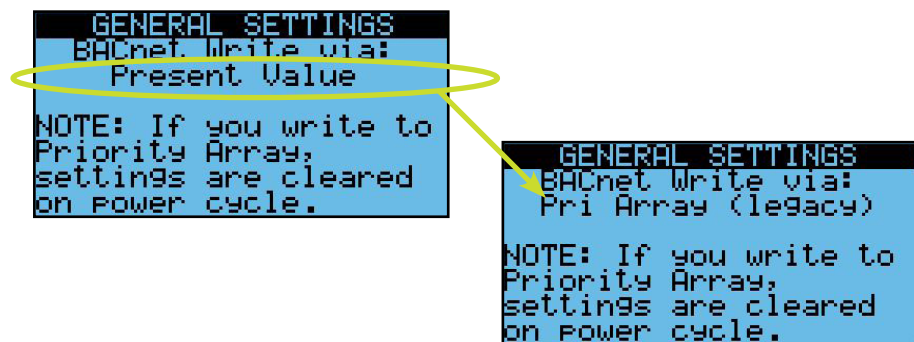 GENERAL SETTINGS
BACnet Write via:
Present Value
NOTE: If you write to
Priority Array,
settings are cleared
on power cycle.
GENERAL SETTINGS
BACnet Write via:
Pri Array (legacy)
NOTE: If you write to
Priority Array,
settings are cleared
on power cycle.